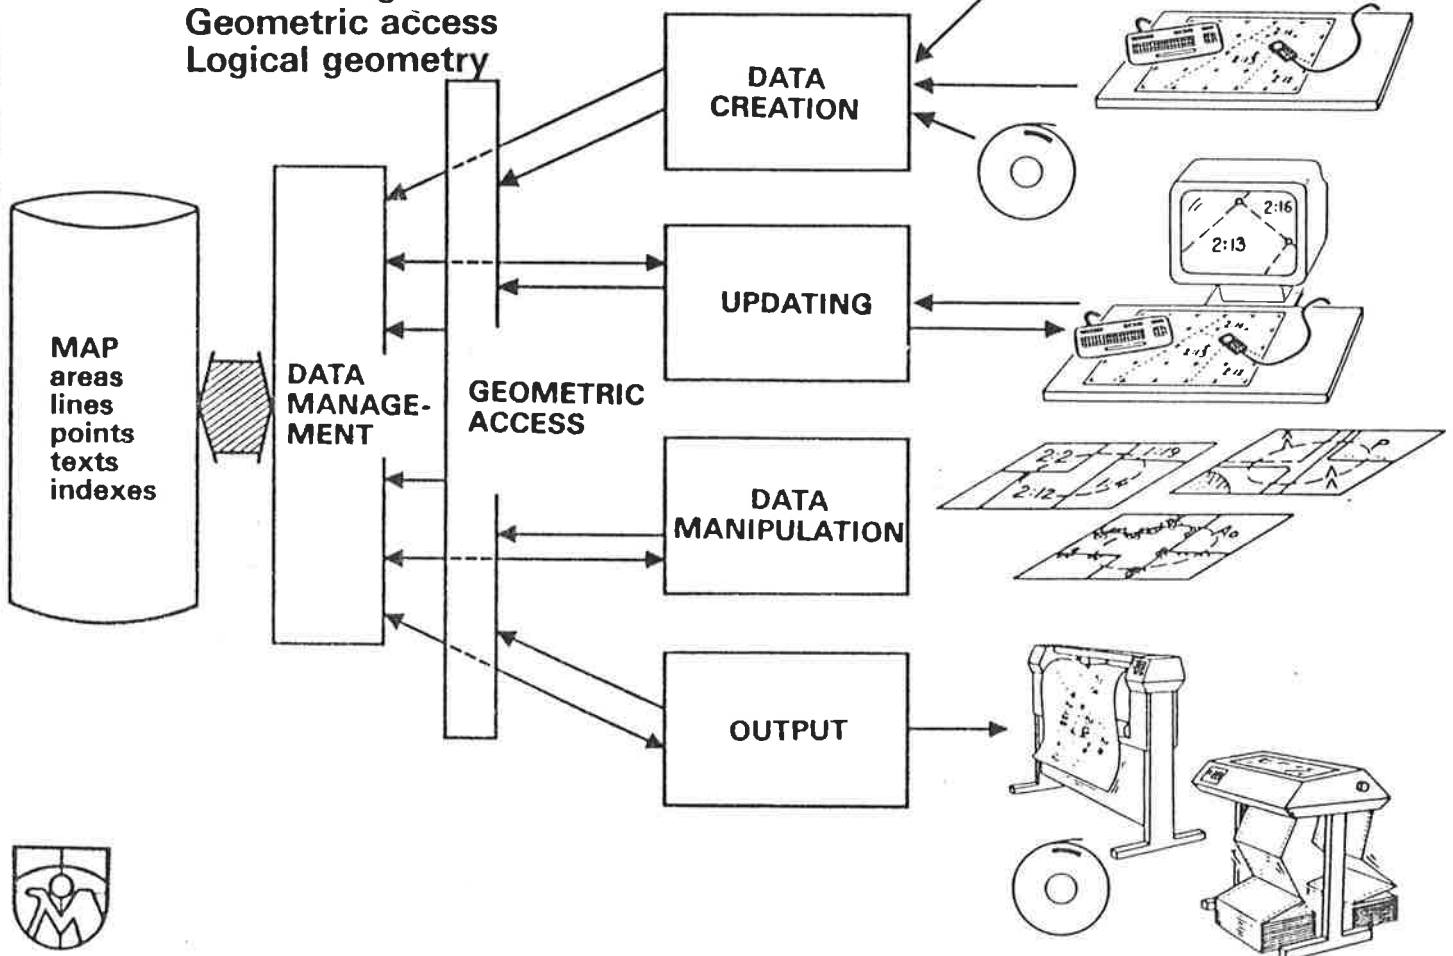 Geometric access
Logical geometry
DATA
CREATION
2:16
2:13
UPDATING
MAP
areas
lines
points
texts
indexes
DATA
MANAGE-
MENT
GEOMETRIC
ACCESS
2:2
1:19
2:12
DATA
MANIPULATION
OUTPUT